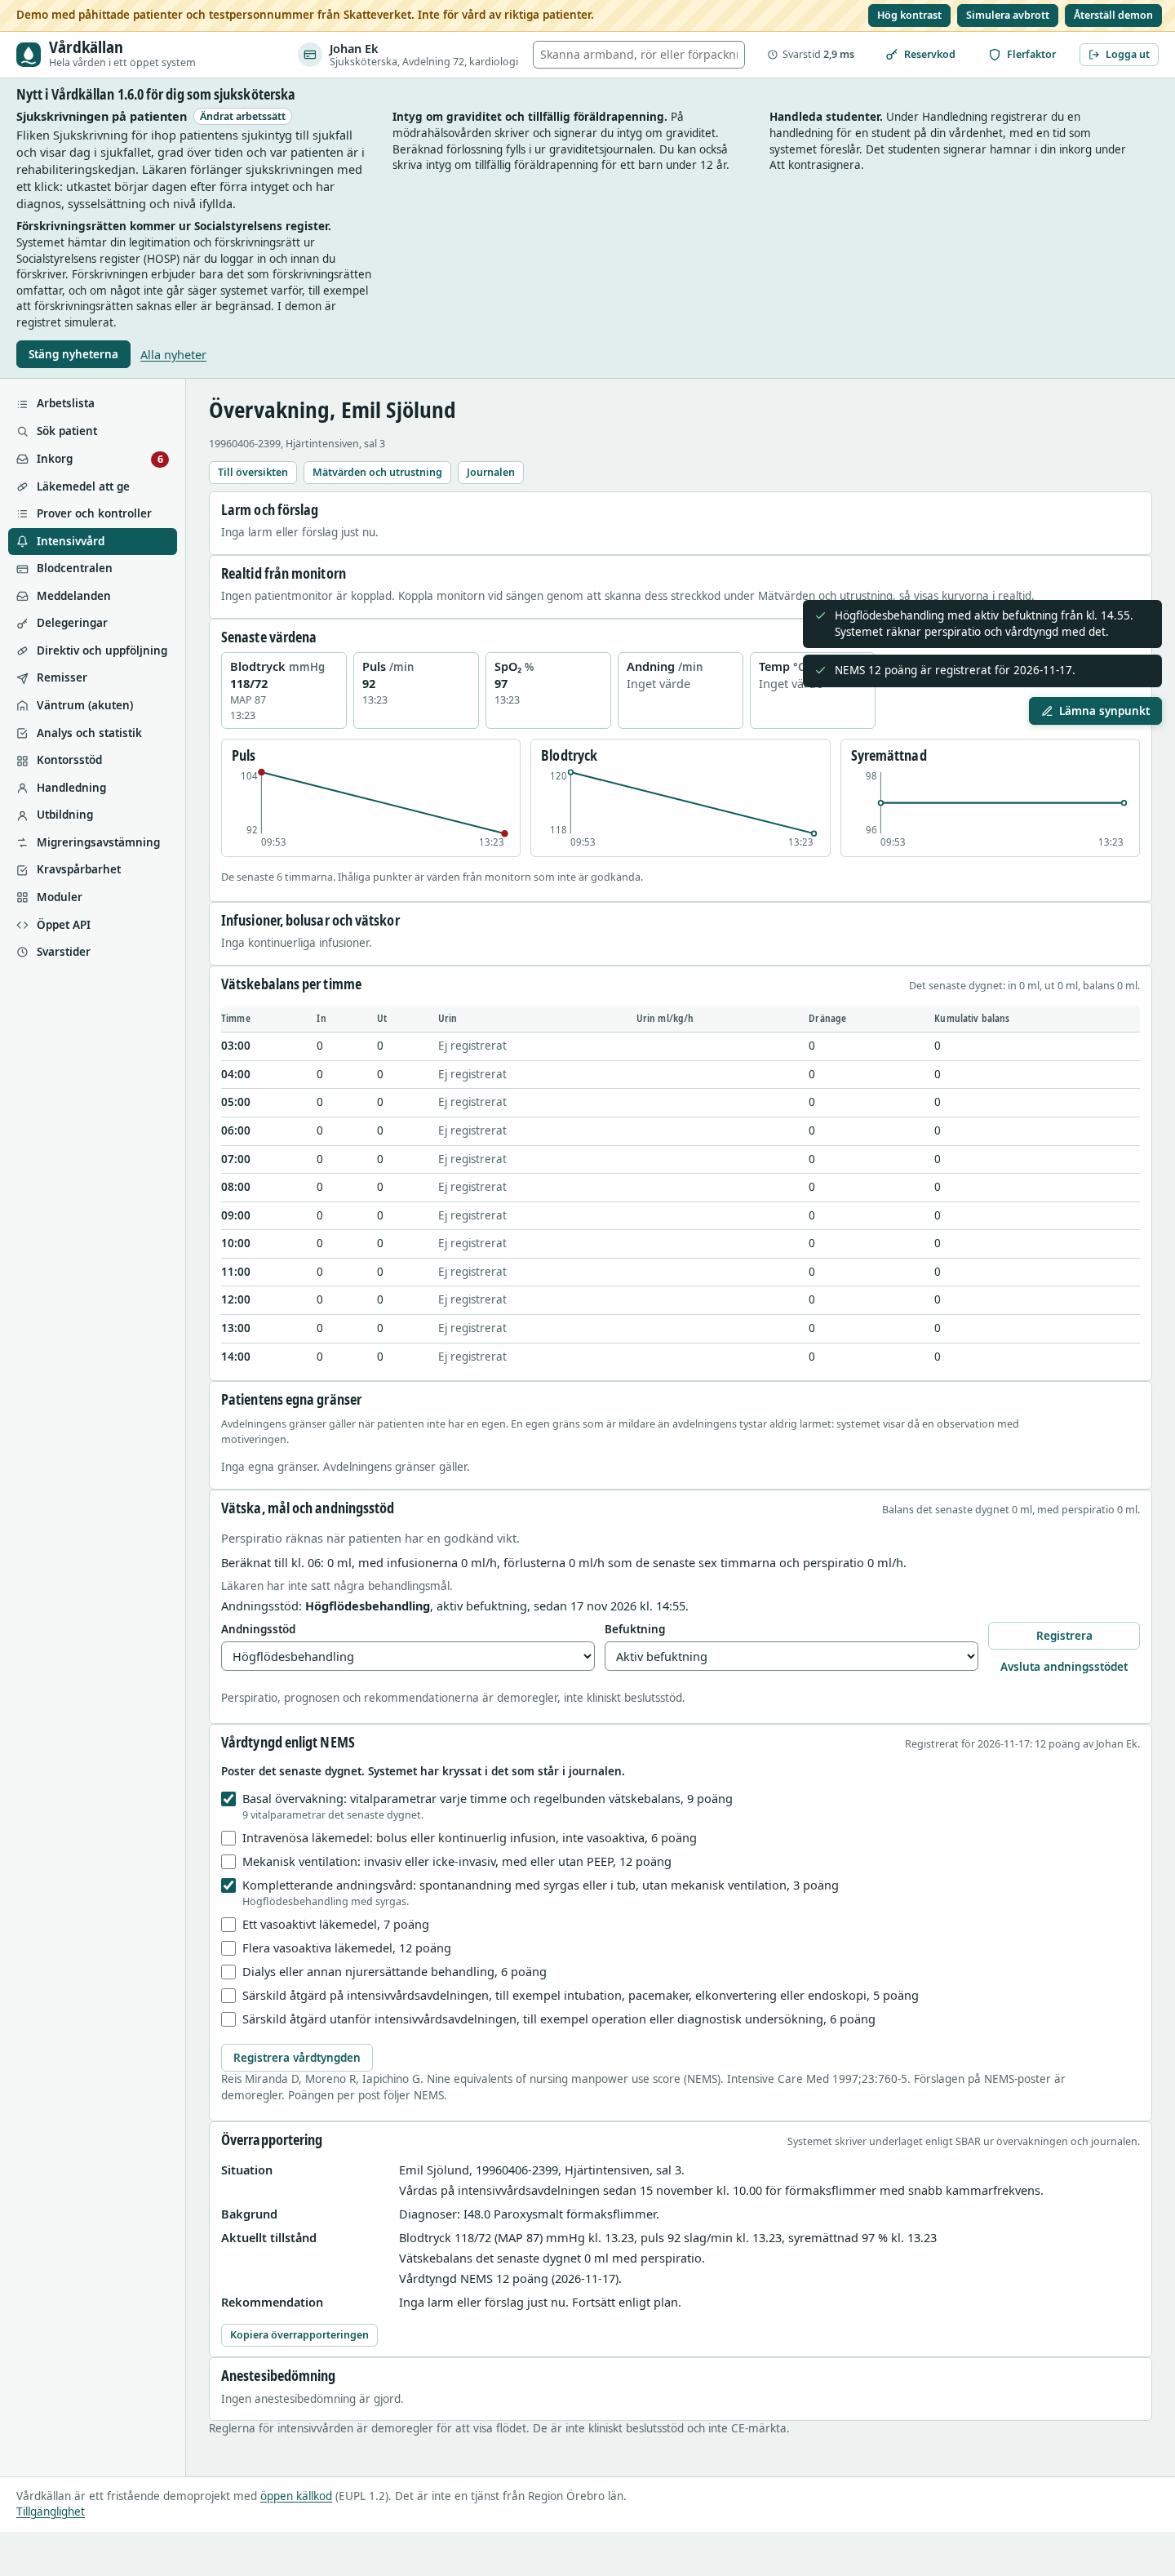 Demo med påhittade patienter och testpersonnummer från Skatteverket. Inte för vård av riktiga patienter.
Hög kontrast
Simulera avbrott
Återställ demon
Vårdkällan
Hela vården i ett öppet system
Johan Ek
Sjuksköterska, Avdelning 72, kardiologi
Skanna armband, rör eller förpackni
Svarstid 2,9 ms
Reservkod
Flerfaktor
Logga ut
Nytt i Vårdkällan 1.6.0 för dig som sjuksköterska
Sjukskrivningen på patienten
Ändrat arbetssätt
Fliken Sjukskrivning för ihop patientens sjukintyg till sjukfall
och visar dag i sjukfallet, grad över tiden och var patienten är i
rehabiliteringskedjan. Läkaren förlänger sjukskrivningen med
ett klick: utkastet börjar dagen efter förra intyget och har
diagnos, sysselsättning och nivå ifyllda.
Förskrivningsrätten kommer ur Socialstyrelsens register.
Systemet hämtar din legitimation och förskrivningsrätt ur
Socialstyrelsens register (HOSP) när du loggar in och innan du
förskriver. Förskrivningen erbjuder bara det som förskrivningsrätten
omfattar, och om något inte går säger systemet varför, till exempel
att förskrivningsrätten saknas eller är begränsad. I demon är
registret simulerat.
Intyg om graviditet och tillfällig föräldrapenning. På
mödrahälsovården skriver och signerar du intyg om graviditet.
Beräknad förlossning fylls i ur graviditetsjournalen. Du kan också
skriva intyg om tillfällig föräldrapenning för ett barn under 12 år.
Handleda studenter. Under Handledning registrerar du en
handledning för en student på din vårdenhet, med en tid som
systemet föreslår. Det studenten signerar hamnar i din inkorg under
Att kontrasignera.
Stäng nyheterna
Alla nyheter
Arbetslista
Sök patient
Inkorg
6
Läkemedel att ge
Prover och kontroller
Intensivvård
Blodcentralen
Meddelanden
Delegeringar
Direktiv och uppföljning
Remisser
Väntrum (akuten)
Analys och statistik
Kontorsstöd
Handledning
Utbildning
Migreringsavstämning
Kravspårbarhet
Moduler
Öppet API
Svarstider
Övervakning, Emil Sjölund
19960406-2399, Hjärtintensiven, sal 3
Till översikten
Mätvärden och utrustning
Journalen
Larm och förslag
Inga larm eller förslag just nu.
Realtid från monitorn
Ingen patientmonitor är kopplad. Koppla monitorn vid sängen genom att skanna dess streckkod under Mätvärden och utrustning, så visas kurvorna i realtid.
Högflödesbehandling med aktiv befuktning från kl. 14.55.
Systemet räknar perspiratio och vårdtyngd med det.
NEMS 12 poäng är registrerat för 2026-11-17.
Lämna synpunkt
Senaste värdena
Blodtryck mmHg
118/72
MAP 87
13:23
Puls /min
92
13:23
SpO₂ %
97
13:23
Andning /min
Inget värde
Temp °C
Inget värde
Puls
104
92
09:53
13:23
Blodtryck
120
118
09:53
13:23
Syremättnad
98
96
09:53
13:23
De senaste 6 timmarna. Ihåliga punkter är värden från monitorn som inte är godkända.
Infusioner, bolusar och vätskor
Inga kontinuerliga infusioner.
Vätskebalans per timme
Det senaste dygnet: in 0 ml, ut 0 ml, balans 0 ml.
Timme In Ut Urin Urin ml/kg/h Dränage Kumulativ balans
03:00 0 0 Ej registrerat 0 0
04:00 0 0 Ej registrerat 0 0
05:00 0 0 Ej registrerat 0 0
06:00 0 0 Ej registrerat 0 0
07:00 0 0 Ej registrerat 0 0
08:00 0 0 Ej registrerat 0 0
09:00 0 0 Ej registrerat 0 0
10:00 0 0 Ej registrerat 0 0
11:00 0 0 Ej registrerat 0 0
12:00 0 0 Ej registrerat 0 0
13:00 0 0 Ej registrerat 0 0
14:00 0 0 Ej registrerat 0 0
Patientens egna gränser
Avdelningens gränser gäller när patienten inte har en egen. En egen gräns som är mildare än avdelningens tystar aldrig larmet: systemet visar då en observation med
motiveringen.
Inga egna gränser. Avdelningens gränser gäller.
Vätska, mål och andningsstöd
Balans det senaste dygnet 0 ml, med perspiratio 0 ml.
Perspiratio räknas när patienten har en godkänd vikt.
Beräknat till kl. 06: 0 ml, med infusionerna 0 ml/h, förlusterna 0 ml/h som de senaste sex timmarna och perspiratio 0 ml/h.
Läkaren har inte satt några behandlingsmål.
Andningsstöd: Högflödesbehandling, aktiv befuktning, sedan 17 nov 2026 kl. 14:55.
Andningsstöd
Högflödesbehandling
Befuktning
Aktiv befuktning
Registrera
Avsluta andningsstödet
Perspiratio, prognosen och rekommendationerna är demoregler, inte kliniskt beslutsstöd.
Vårdtyngd enligt NEMS
Registrerat för 2026-11-17: 12 poäng av Johan Ek.
Poster det senaste dygnet. Systemet har kryssat i det som står i journalen.
Basal övervakning: vitalparametrar varje timme och regelbunden vätskebalans, 9 poäng
9 vitalparametrar det senaste dygnet.
Intravenösa läkemedel: bolus eller kontinuerlig infusion, inte vasoaktiva, 6 poäng
Mekanisk ventilation: invasiv eller icke-invasiv, med eller utan PEEP, 12 poäng
Kompletterande andningsvård: spontanandning med syrgas eller i tub, utan mekanisk ventilation, 3 poäng
Högflödesbehandling med syrgas.
Ett vasoaktivt läkemedel, 7 poäng
Flera vasoaktiva läkemedel, 12 poäng
Dialys eller annan njurersättande behandling, 6 poäng
Särskild åtgärd på intensivvårdsavdelningen, till exempel intubation, pacemaker, elkonvertering eller endoskopi, 5 poäng
Särskild åtgärd utanför intensivvårdsavdelningen, till exempel operation eller diagnostisk undersökning, 6 poäng
Registrera vårdtyngden
Reis Miranda D, Moreno R, Iapichino G. Nine equivalents of nursing manpower use score (NEMS). Intensive Care Med 1997;23:760-5. Förslagen på NEMS-poster är
demoregler. Poängen per post följer NEMS.
Överrapportering
Systemet skriver underlaget enligt SBAR ur övervakningen och journalen.
Situation
Emil Sjölund, 19960406-2399, Hjärtintensiven, sal 3.
Vårdas på intensivvårdsavdelningen sedan 15 november kl. 10.00 för förmaksflimmer med snabb kammarfrekvens.
Bakgrund
Diagnoser: I48.0 Paroxysmalt förmaksflimmer.
Aktuellt tillstånd
Blodtryck 118/72 (MAP 87) mmHg kl. 13.23, puls 92 slag/min kl. 13.23, syremättnad 97 % kl. 13.23
Vätskebalans det senaste dygnet 0 ml med perspiratio.
Vårdtyngd NEMS 12 poäng (2026-11-17).
Rekommendation
Inga larm eller förslag just nu. Fortsätt enligt plan.
Kopiera överrapporteringen
Anestesibedömning
Ingen anestesibedömning är gjord.
Reglerna för intensivvården är demoregler för att visa flödet. De är inte kliniskt beslutsstöd och inte CE-märkta.
Vårdkällan är ett fristående demoprojekt med öppen källkod (EUPL 1.2). Det är inte en tjänst från Region Örebro län.
Tillgänglighet